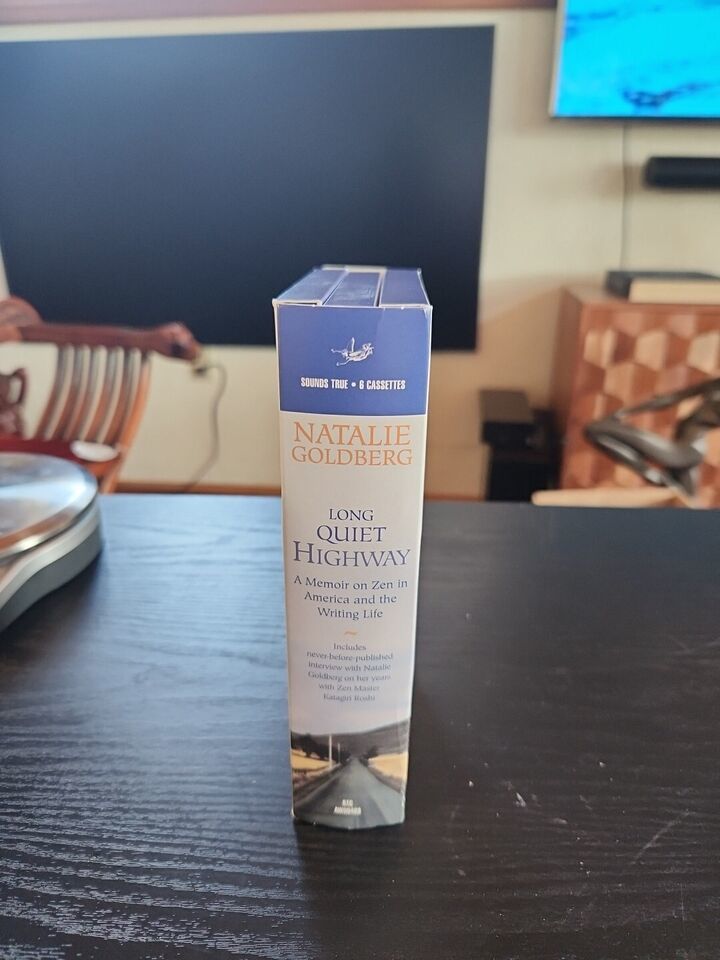 SOUNDS TRUE • 6 CASSETTES
NATALIE
GOLDBERG
LONG
QUIET
HIGHWAY
A Memoir on Zen in
America and the
Writing Life
~
Includes
never-before-published
interview with Natalie
Goldberg on her years
with Zen Master
Katagiri Roshi